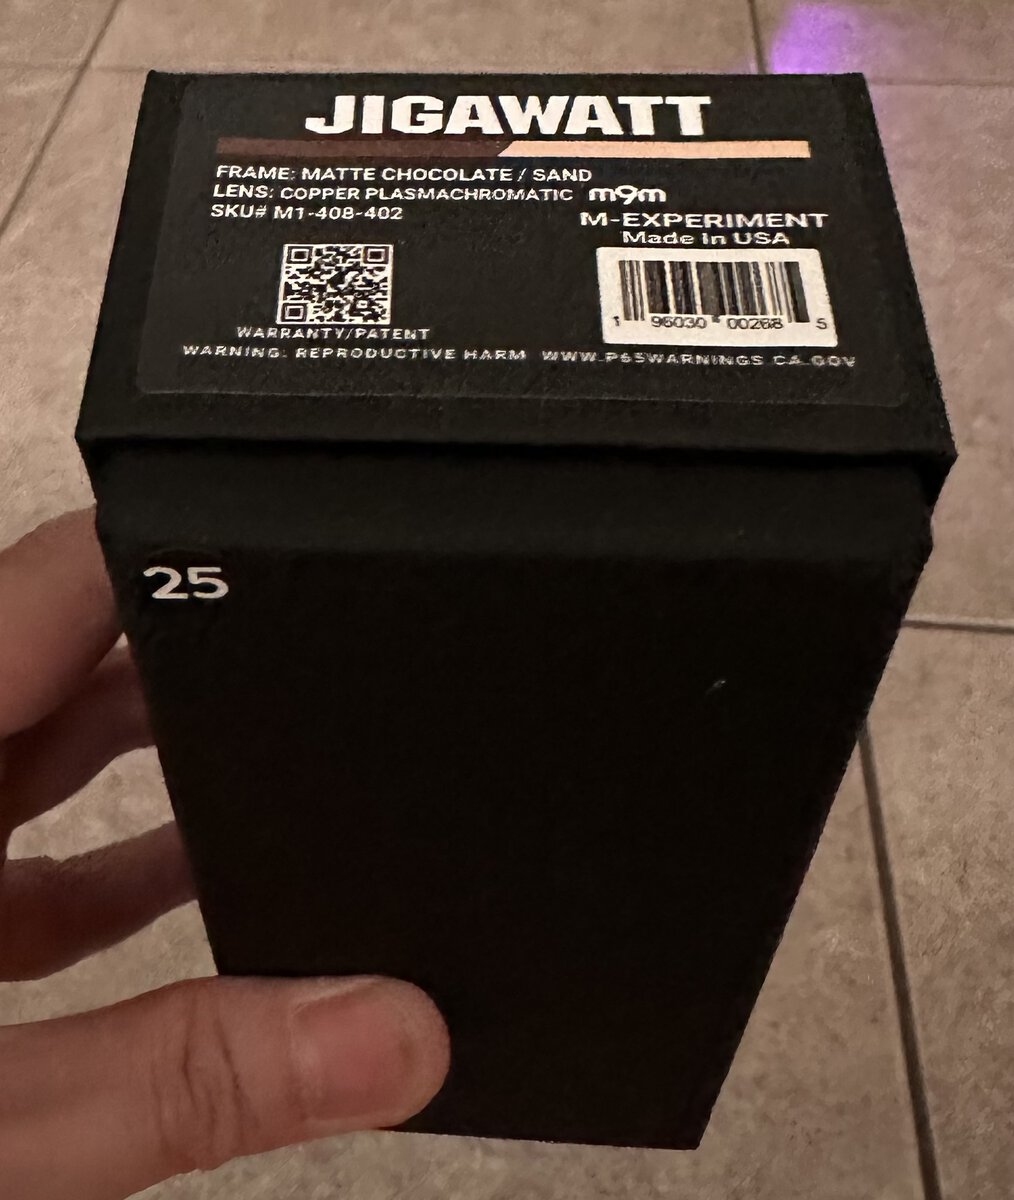 JIGAWATT
FRAME: MATTE CHOCOLATE / SAND
LENS: COPPER PLASMACHROMATIC m9m
SKU# M1-408-402
M-EXPERIMENT
Made in USA
1 96030 00268 5
WARRANTY/PATENT
WARNING: REPRODUCTIVE HARM WWW.P65WARNINGS.CA.GOV
25